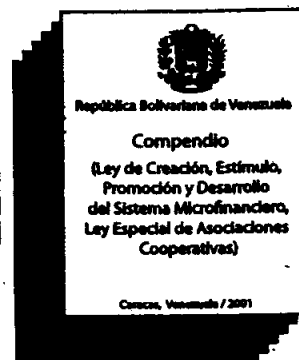 República Bolivariana de Venezuela
Compendio
(Ley de Creación, Estímulo,
Promoción y Desarrollo
del Sistema Microfinanciero,
Ley Especial de Asociaciones
Cooperativas)
Caracas, Venezuela / 2001